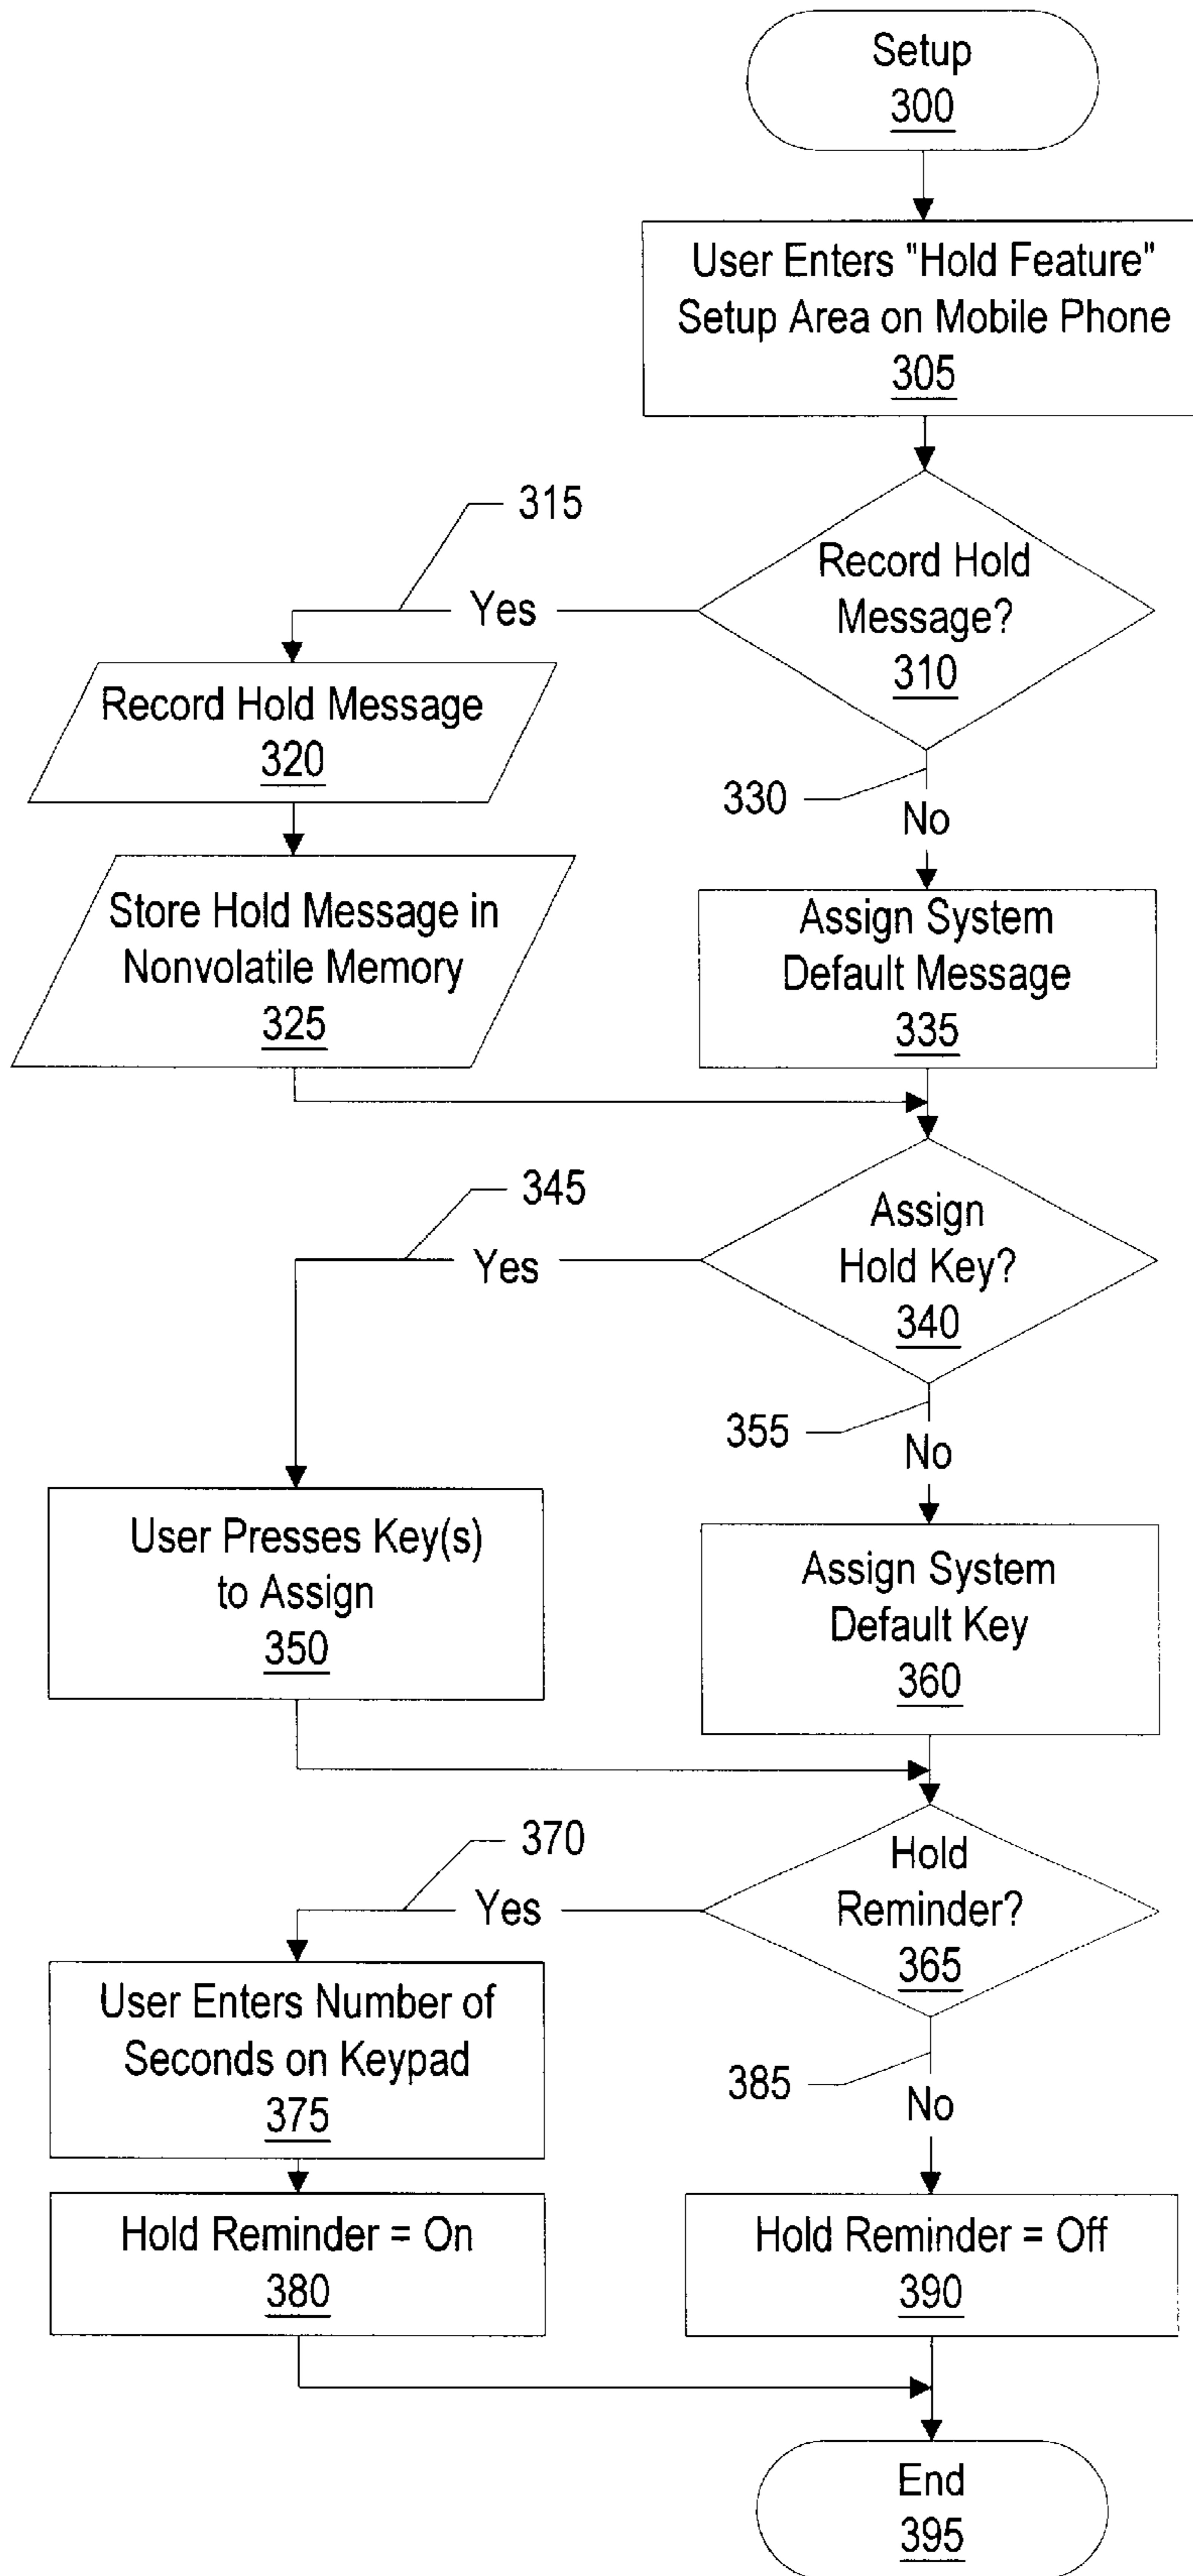 Setup
300
User Enters "Hold Feature"
Setup Area on Mobile Phone
305
315
Record Hold
Message?
310
Yes
Record Hold Message
320
330
No
Store Hold Message in
Nonvolatile Memory
325
Assign System
Default Message
335
345
Assign
Hold Key?
340
Yes
355
No
User Presses Key(s)
to Assign
350
Assign System
Default Key
360
370
Hold
Reminder?
365
Yes
User Enters Number of
Seconds on Keypad
375
385
No
Hold Reminder = On
380
Hold Reminder = Off
390
End
395